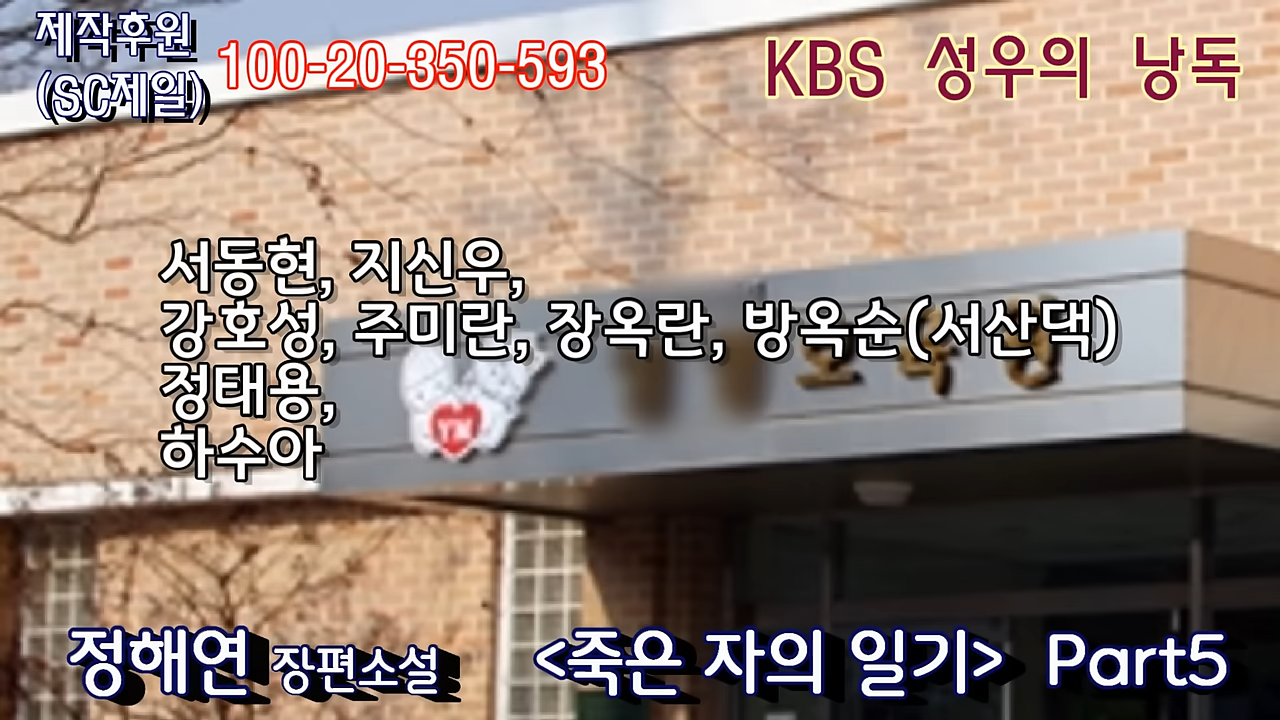 제작후원
(SC제일)
100-20-350-593
KBS 성우의 낭독
서동현, 지신우,
강호성, 주미란, 장옥란, 방옥순(서산댁)
정태용,
하수아
YM
정해연 장편소설 <죽은 자의 일기> Part5